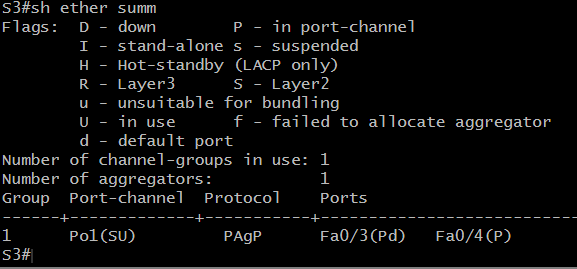 S3#sh ether summ
Flags:  D - down        P - in port-channel
        I - stand-alone s - suspended
        H - Hot-standby (LACP only)
        R - Layer3      S - Layer2
        u - unsuitable for bundling
        U - in use      f - failed to allocate aggregator
        d - default port
Number of channel-groups in use: 1
Number of aggregators:           1
Group  Port-channel  Protocol    Ports
------+-------------+-----------+----------------------------
1      Po1(SU)         PAgP      Fa0/3(Pd)   Fa0/4(P)
S3#